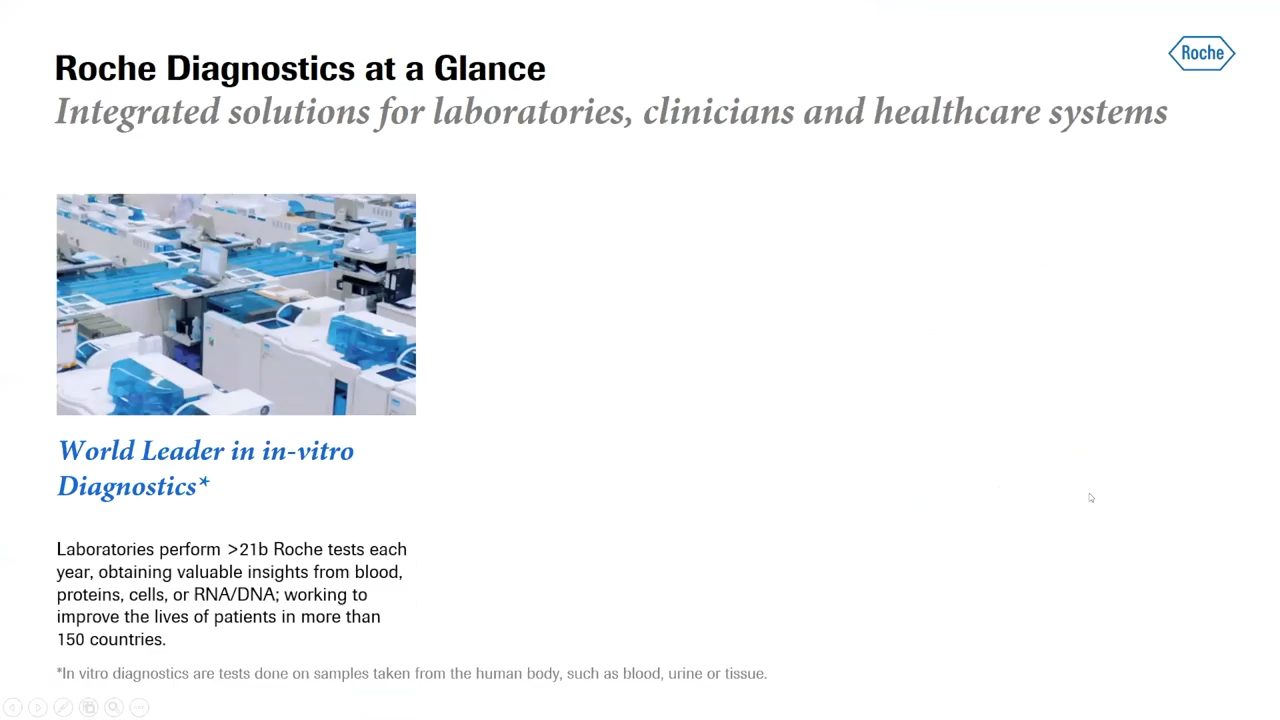 Roche Diagnostics at a Glance
Roche
Integrated solutions for laboratories, clinicians and healthcare systems
World Leader in in-vitro
Diagnostics*
Laboratories perform >21b Roche tests each
year, obtaining valuable insights from blood,
proteins, cells, or RNA/DNA; working to
improve the lives of patients in more than
150 countries.
*In vitro diagnostics are tests done on samples taken from the human body, such as blood, urine or tissue.